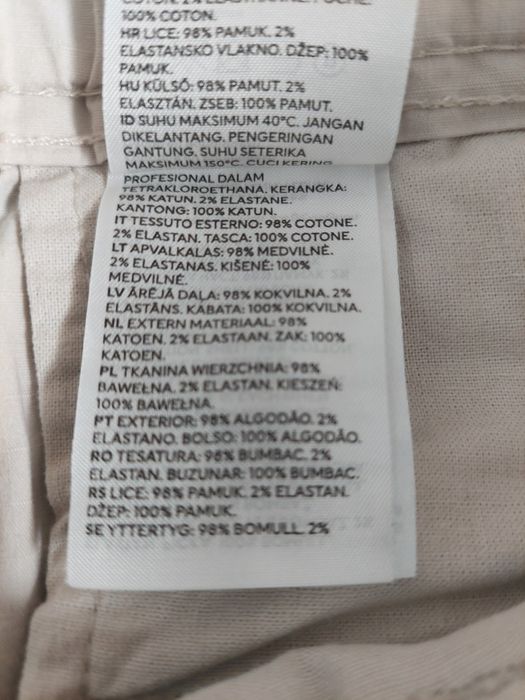 COTON. 2% ELASTHANNE. POCHE:
100% COTON.
HR LICE: 98% PAMUK. 2%
ELASTANSKO VLAKNO. DŽEP: 100%
PAMUK.
HU KÜLSŐ: 98% PAMUT. 2%
ELASZTÁN. ZSEB: 100% PAMUT.
ID SUHU MAKSIMUM 40°C. JANGAN
DIKELANTANG. PENGERINGAN
GANTUNG. SUHU SETERIKA
MAKSIMUM 150°C. CUCI KERING
PROFESIONAL DALAM
TETRAKLOROETHANA. KERANGKA:
98% KATUN. 2% ELASTANE.
KANTONG: 100% KATUN.
IT TESSUTO ESTERNO: 98% COTONE.
2% ELASTAN. TASCA: 100% COTONE.
LT APVALKALAS: 98% MEDVILNĖ.
2% ELASTANAS. KIŠENĖ: 100%
MEDVILNĖ.
LV ĀRĒJĀ DAĻA: 98% KOKVILNA. 2%
ELASTĀNS. KABATA: 100% KOKVILNA.
NL EXTERN MATERIAAL: 98%
KATOEN. 2% ELASTAAN. ZAK: 100%
KATOEN.
PL TKANINA WIERZCHNIA: 98%
BAWEŁNA. 2% ELASTAN. KIESZEŃ:
100% BAWEŁNA.
PT EXTERIOR: 98% ALGODÃO. 2%
ELASTANO. BOLSO: 100% ALGODÃO.
RO TESATURA: 98% BUMBAC. 2%
ELASTAN. BUZUNAR: 100% BUMBAC.
RS LICE: 98% PAMUK. 2% ELASTAN.
DŽEP: 100% PAMUK.
SE YTTERTYG: 98% BOMULL. 2%